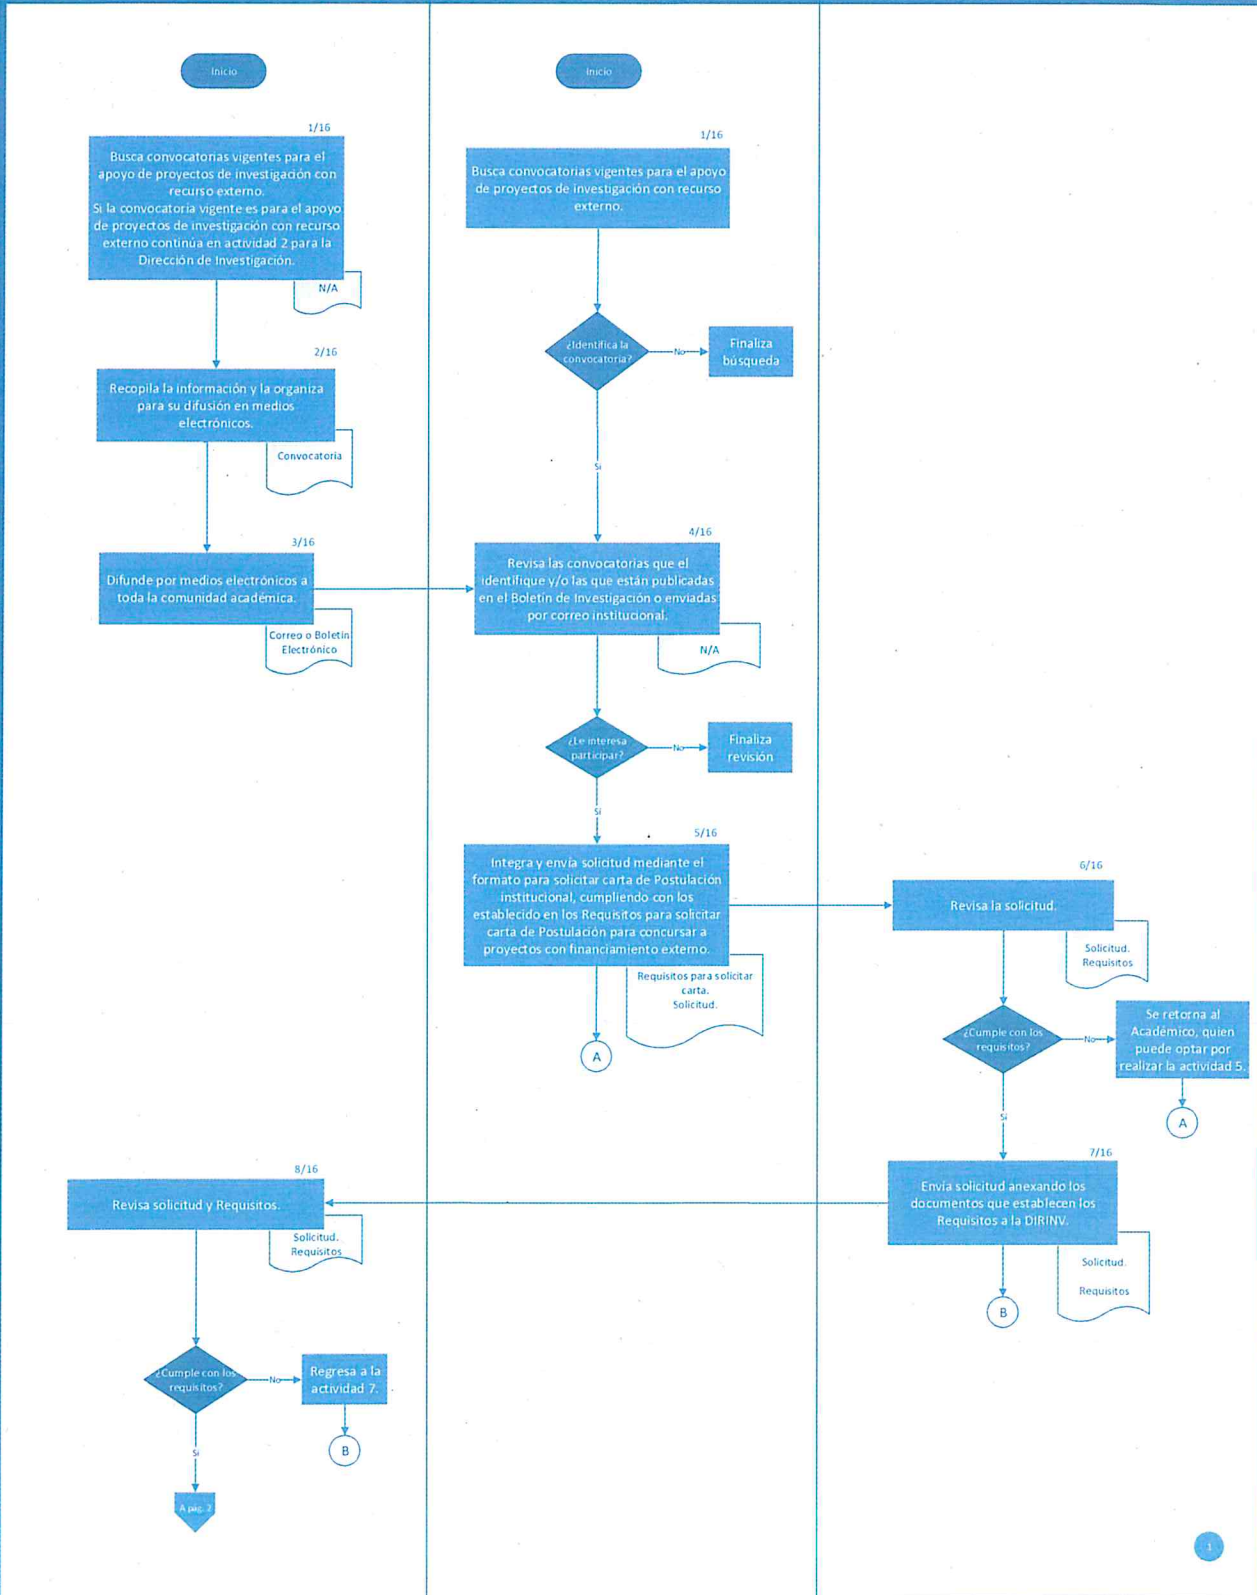 Inicio
1/16
Busca convocatorias vigentes para el
apoyo de proyectos de investigación con
recurso externo.
Si la convocatoria vigente es para el apoyo
de proyectos de investigación con recurso
externo continúa en actividad 2 para la
Dirección de Investigación.
N/A
2/16
Recopila la información y la organiza
para su difusión en medios
electrónicos.
Convocatoria
3/16
Difunde por medios electrónicos a
toda la comunidad académica.
Correo o Boletín
Electrónico
Inicio
1/16
Busca convocatorias vigentes para el apoyo
de proyectos de investigación con recurso
externo.
¿Identifica la
convocatoria?
No
Finaliza
búsqueda
Si
4/16
Revisa las convocatorias que el
identifique y/o las que están publicadas
en el Boletín de Investigación o enviadas
por correo institucional.
N/A
¿Le interesa
participar?
No
Finaliza
revisión
Si
5/16
Integra y envía solicitud mediante el
formato para solicitar carta de Postulación
institucional, cumpliendo con los
establecido en los Requisitos para solicitar
carta de Postulación para concursar a
proyectos con financiamiento externo.
Requisitos para solicitar
carta.
Solicitud.
A
6/16
Revisa la solicitud.
Solicitud.
Requisitos
¿Cumple con los
requisitos?
No
Se retorna al
Académico, quien
puede optar por
realizar la actividad 5.
A
Si
7/16
Envía solicitud anexando los
documentos que establecen los
Requisitos a la DIRINV.
Solicitud.
Requisitos
B
8/16
Revisa solicitud y Requisitos.
Solicitud.
Requisitos
¿Cumple con los
requisitos?
No
Regresa a la
actividad 7.
B
Si
A pág. 2
1